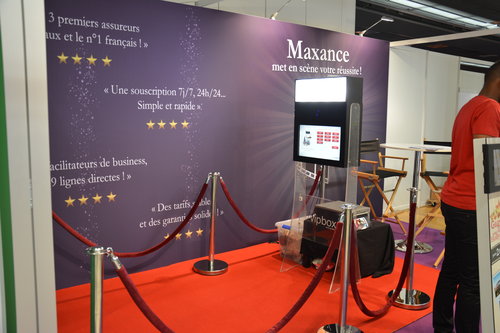 3 premiers assureurs
aux et le n°1 français ! »
« Une souscription 7j/7, 24h/24...
Simple et rapide ».
acilitateurs de business,
9 lignes directes ! »
« Des tarifs
et des garanties solides ! »
Maxance
met en scène votre réussite !
vipbox